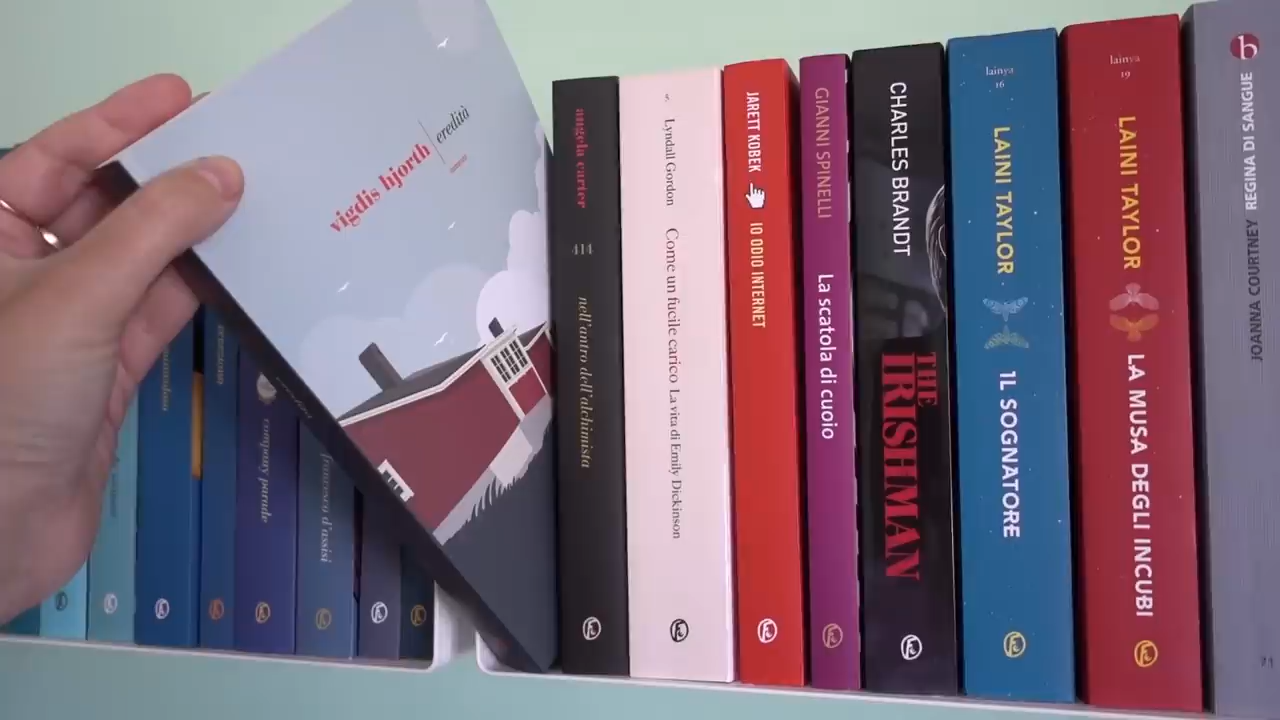 vigdis hjorth
eredità
company parade
francesco d'assisi
angela carter
414
nell'antro dell'alchimista
Lyndall Gordon
Come un fucile carico La vita di Emily Dickinson
JARETT KOBEK
IO ODIO INTERNET
GIANNI SPINELLI
La scatola di cuoio
CHARLES BRANDT
THE
IRISHMAN
lainya
16
LAINI TAYLOR
IL SOGNATORE
lainya
19
LAINI TAYLOR
LA MUSA DEGLI INCUBI
b
JOANNA COURTNEY REGINA DI SANGUE